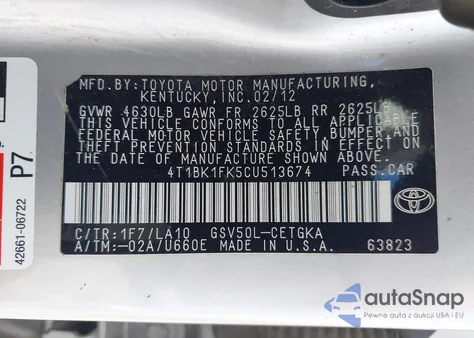 MFD.BY:TOYOTA MOTOR MANUFACTURING,
KENTUCKY,INC.02/12
GVWR 4630LB GAWR FR 2625LB RR 2625LB
THIS VEHICLE CONFORMS TO ALL APPLICABLE
FEDERAL MOTOR VEHICLE SAFETY, BUMPER AND
THEFT PREVENTION STANDARDS IN EFFECT ON
THE DATE OF MANUFACTURE SHOWN ABOVE.
4T1BK1FK5CU513674 PASS.CAR
C/TR:1F7/LA10 GSV50L-CETGKA
A/TM:-02A/U660E MADE IN U.S.A. 63823
TOYOTA
P7
42661-06722
autoSnap
Pewne auta z aukcji USA i EU